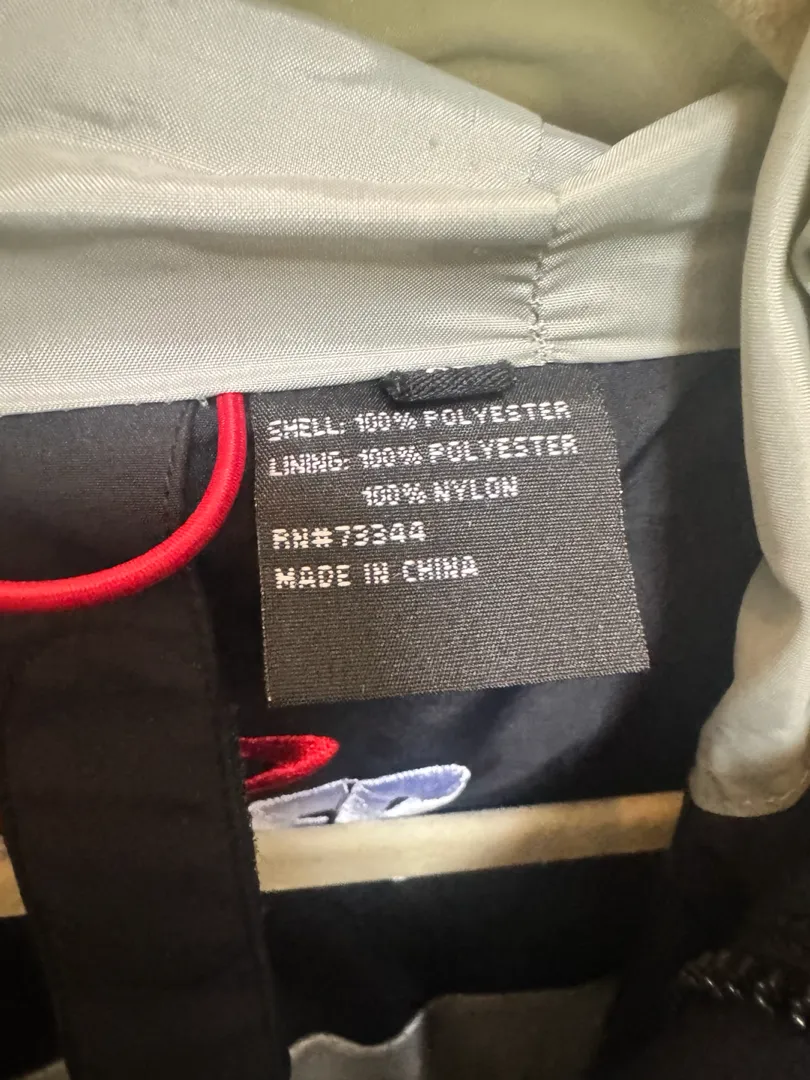 SHELL: 100% POLYESTER
LINING: 100% POLYESTER
100% NYLON
RN#73344
MADE IN CHINA